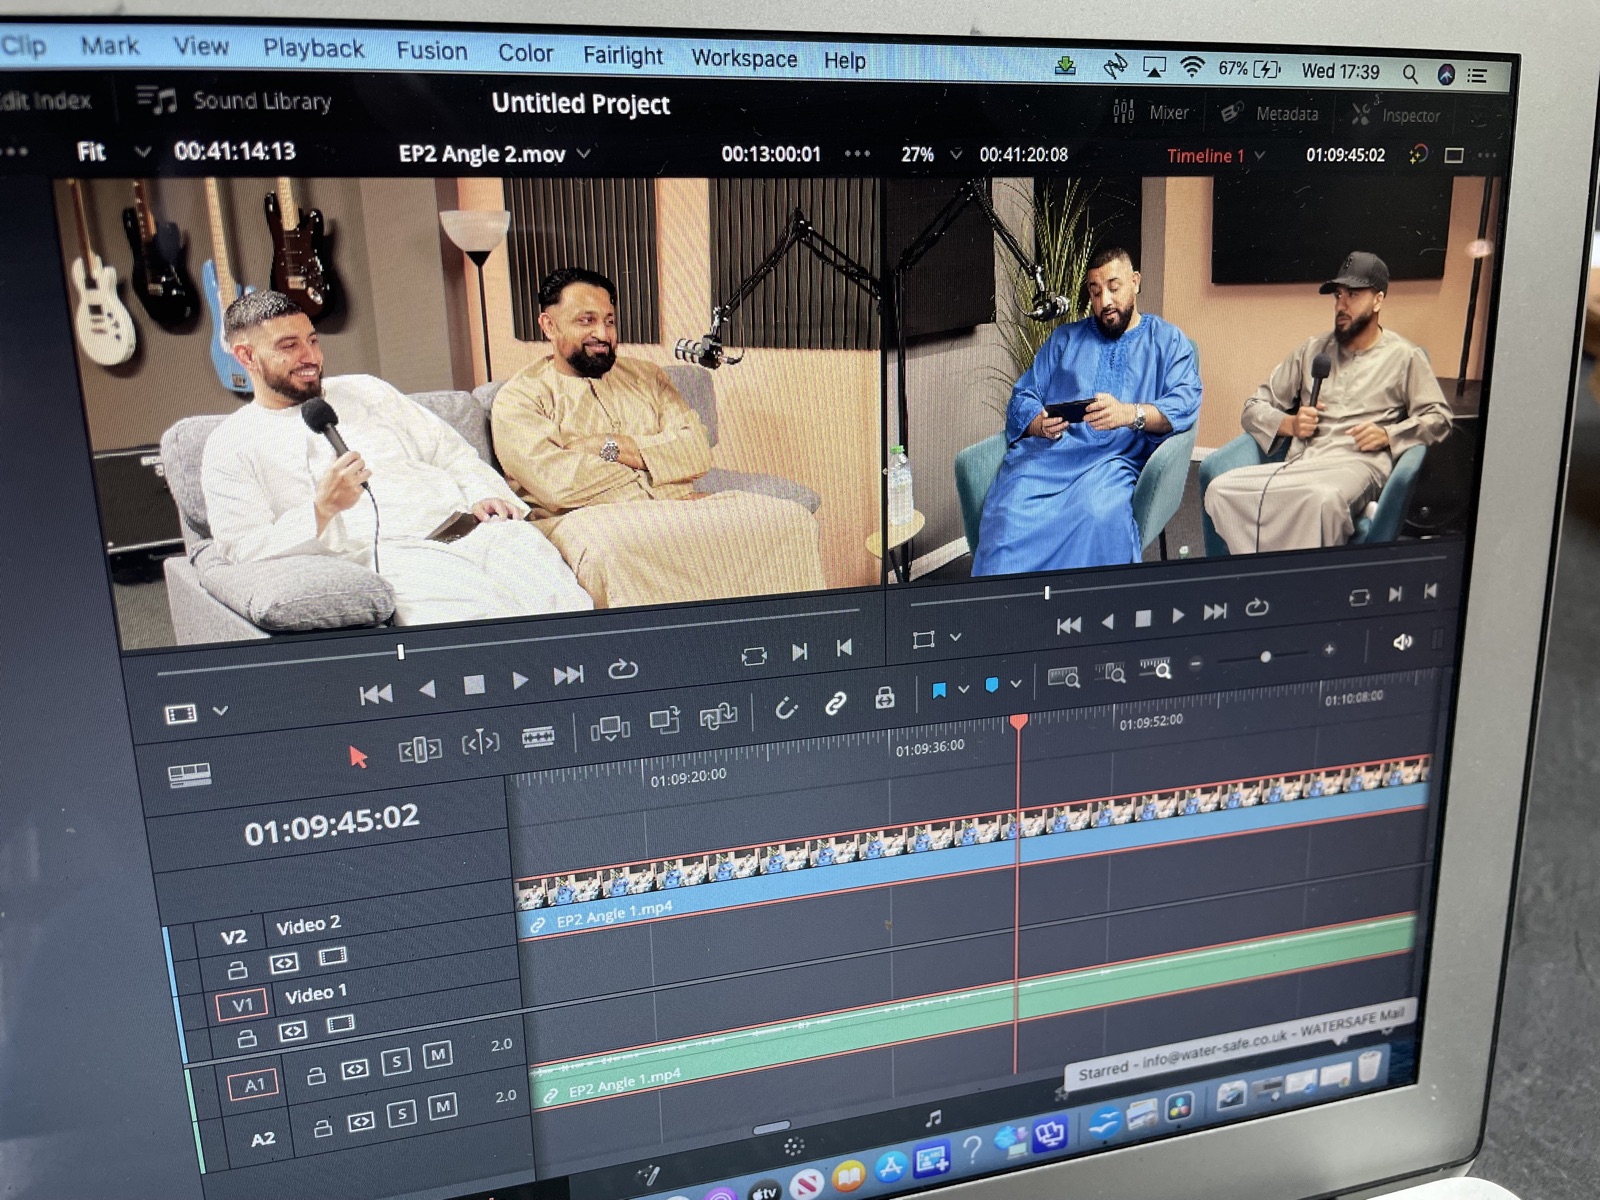 Clip Mark View Playback Fusion Color Fairlight Workspace Help 67% Wed 17:39
dit Index Sound Library Untitled Project Mixer Metadata Inspector
Fit 00:41:14:13 EP2 Angle 2.mov 00:13:00:01 27% 00:41:20:08 Timeline 1 01:09:45:02
01:09:20:00 01:09:36:00 01:09:52:00 01:10:08:00
01:09:45:02
V2 Video 2
EP2 Angle 1.mp4
V1 Video 1
A1 S M 2.0
EP2 Angle 1.mp4
A2 S M 2.0
Starred - info@water-safe.co.uk - WATERSAFE Mail
tv